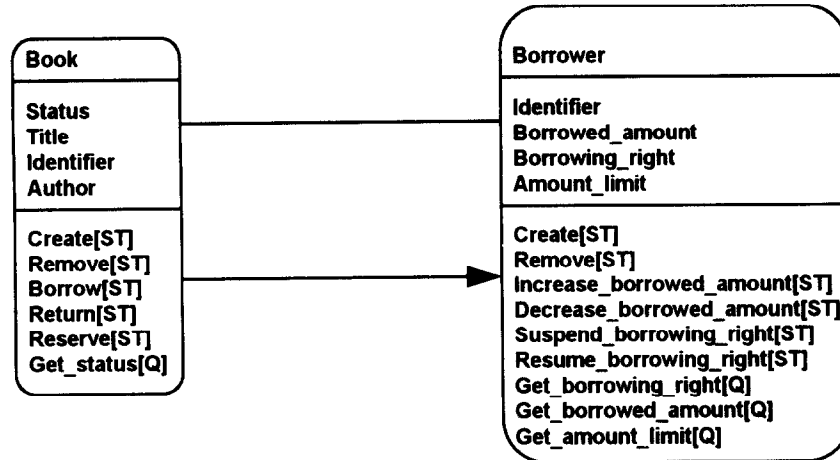 Book
Status
Title
Identifier
Author
Create[ST]
Remove[ST]
Borrow[ST]
Return[ST]
Reserve[ST]
Get_status[Q]
Borrower
Identifier
Borrowed_amount
Borrowing_right
Amount_limit
Create[ST]
Remove[ST]
Increase_borrowed_amount[ST]
Decrease_borrowed_amount[ST]
Suspend_borrowing_right[ST]
Resume_borrowing_right[ST]
Get_borrowing_right[Q]
Get_borrowed_amount[Q]
Get_amount_limit[Q]